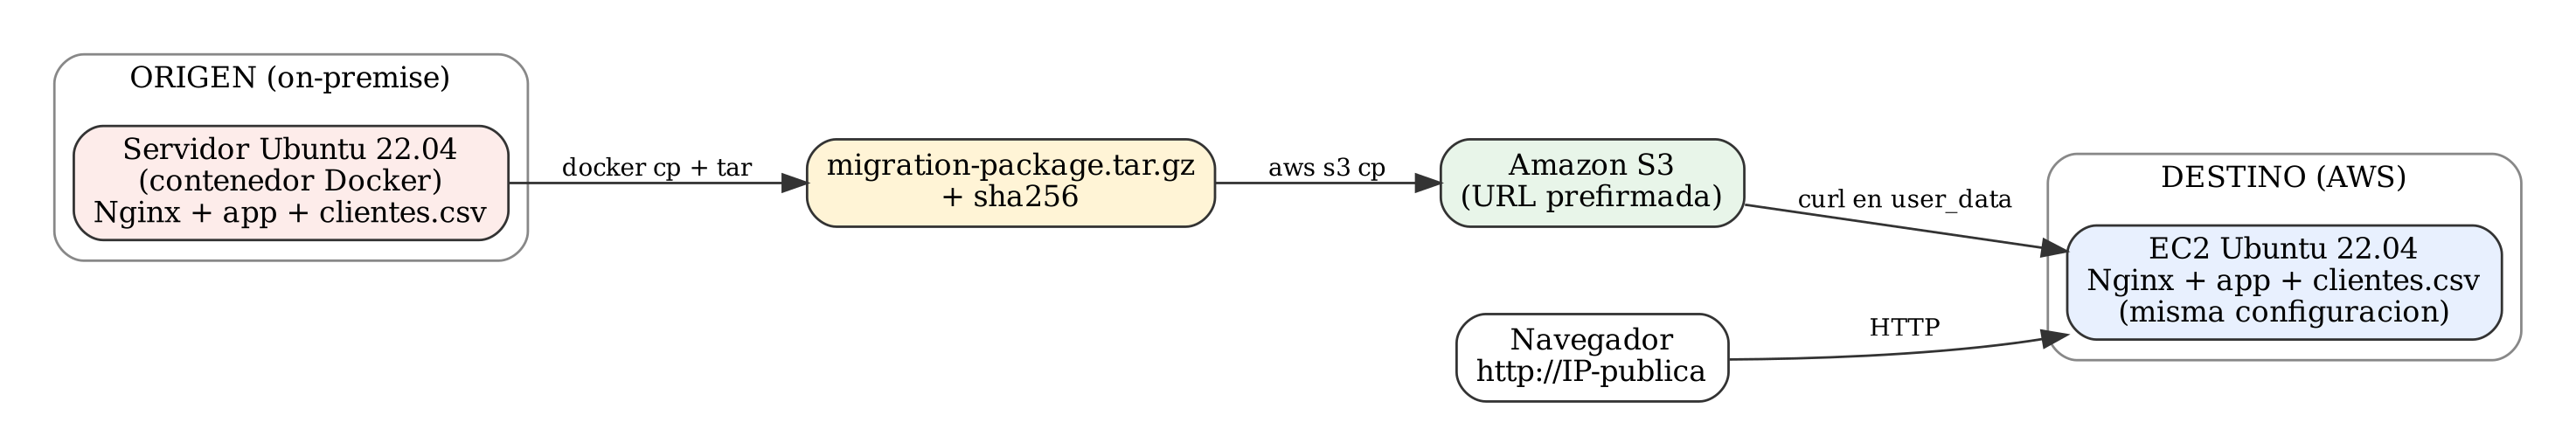 ORIGEN (on-premise)
Servidor Ubuntu 22.04
(contenedor Docker)
Nginx + app + clientes.csv
docker cp + tar
migration-package.tar.gz
+ sha256
aws s3 cp
Amazon S3
(URL prefirmada)
curl en user_data
DESTINO (AWS)
EC2 Ubuntu 22.04
Nginx + app + clientes.csv
(misma configuracion)
Navegador
http://IP-publica
HTTP